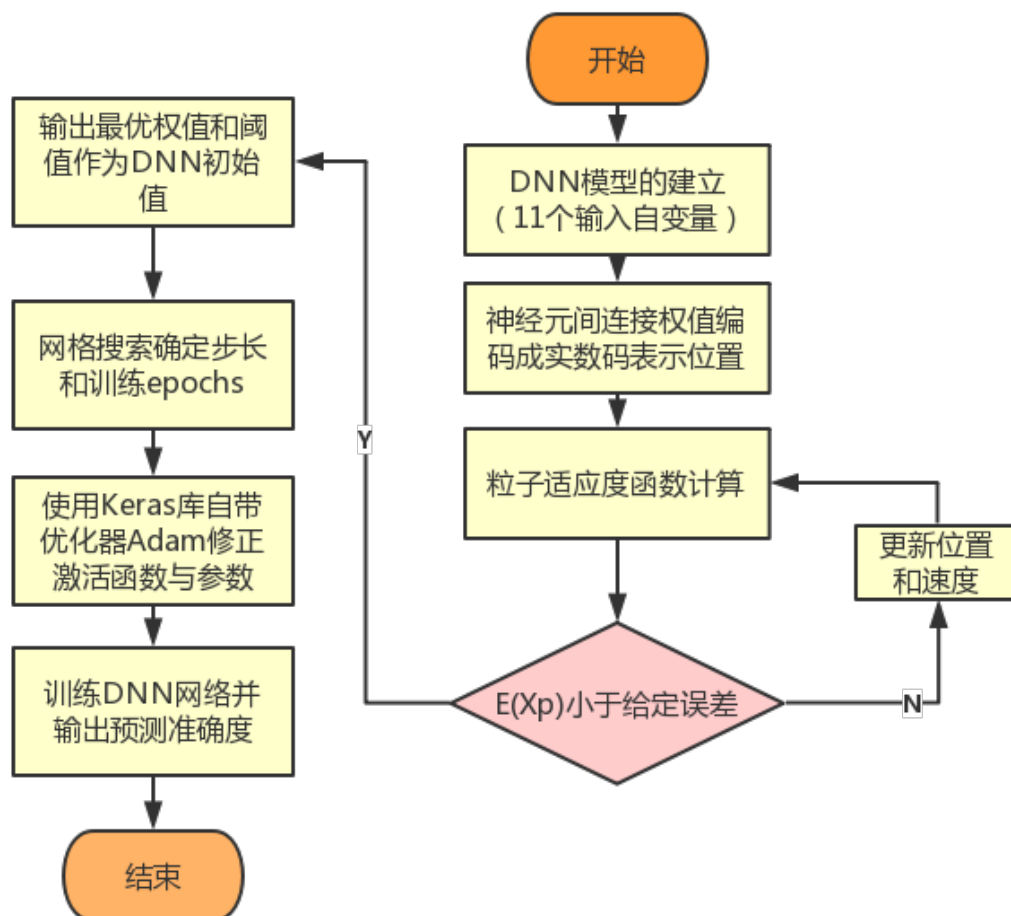 开始
DNN模型的建立
（11个输入自变量）
神经元间连接权值编
码成实数码表示位置
粒子适应度函数计算
更新位置
和速度
E(Xp)小于给定误差
N
Y
输出最优权值和阈
值作为DNN初始
值
网格搜索确定步长
和训练epochs
使用Keras库自带
优化器Adam修正
激活函数与参数
训练DNN网络并
输出预测准确度
结束